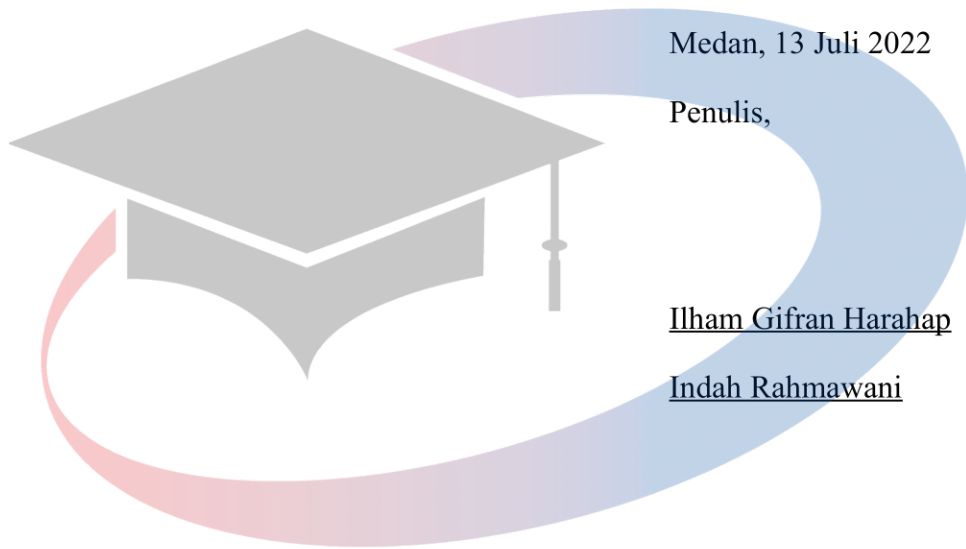 Medan, 13 Juli 2022
Penulis,
Ilham Gifran Harahap
Indah Rahmawani